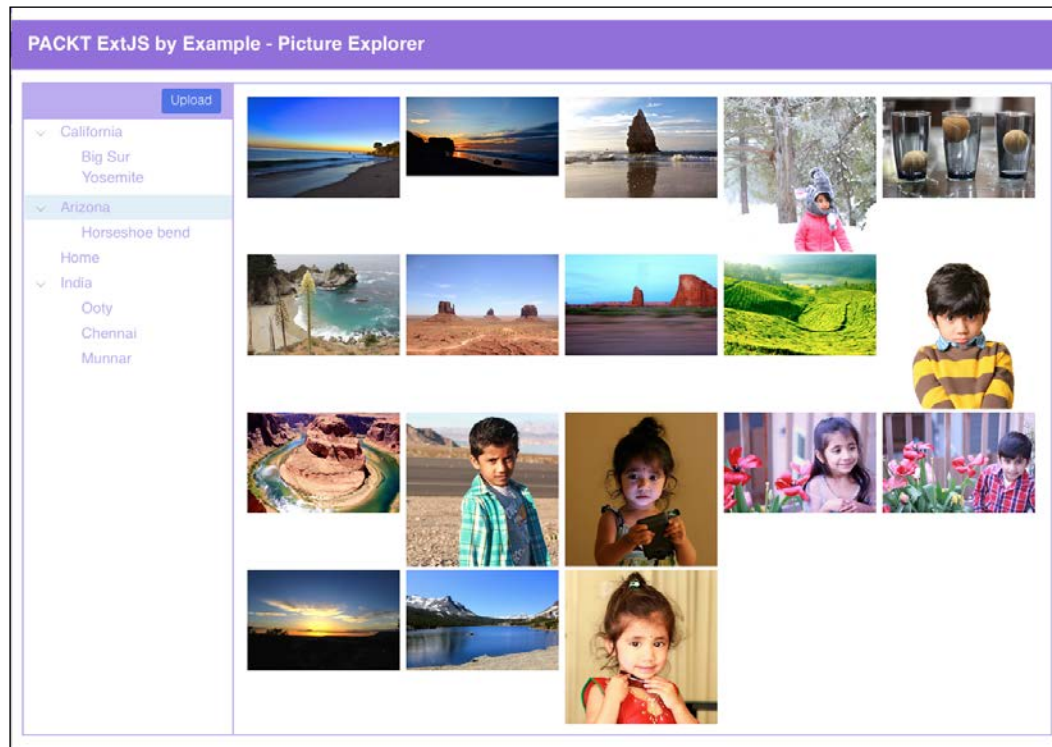 PACKT ExtJS by Example - Picture Explorer
Upload
California
Big Sur
Yosemite
Arizona
Horseshoe bend
Home
India
Ooty
Chennai
Munnar